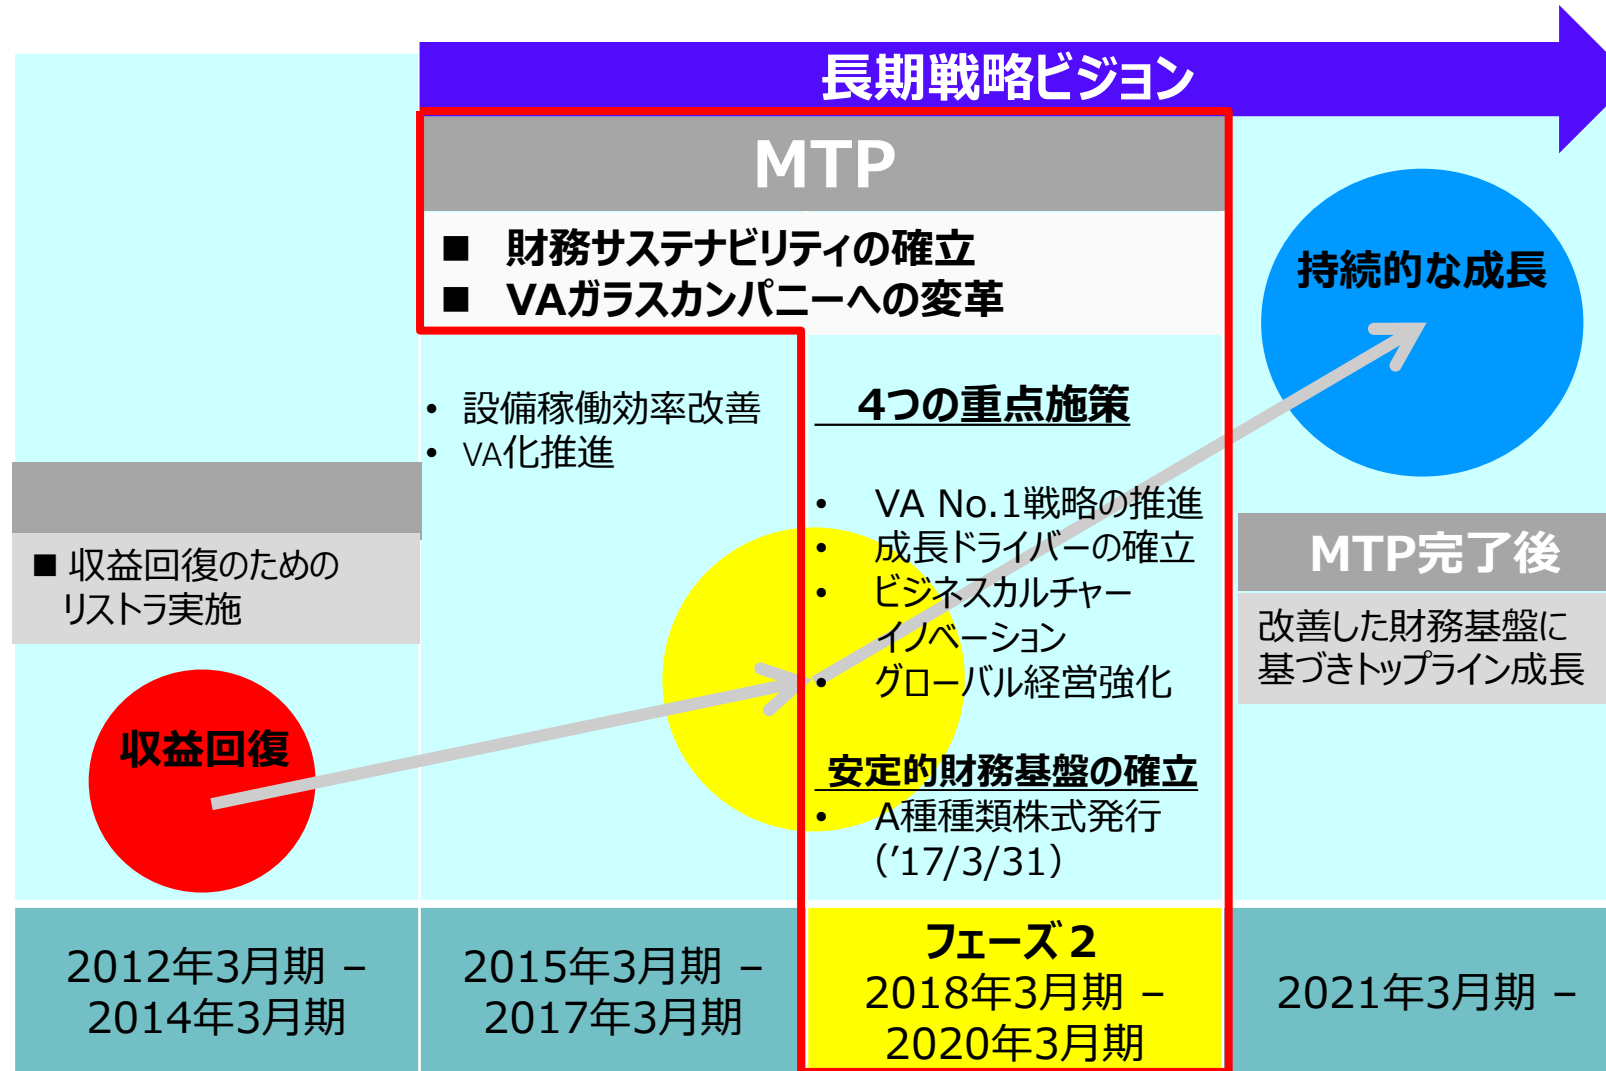 長期戦略ビジョン
MTP
■ 財務サステナビリティの確立
■ VAガラスカンパニーへの変革
持続的な成長
• 設備稼働効率改善
• VA化推進
4つの重点施策
• VA No.1戦略の推進
• 成長ドライバーの確立
• ビジネスカルチャー
イノベーション
• グローバル経営強化
安定的財務基盤の確立
• A種種類株式発行
（’17/3/31）
■ 収益回復のための
リストラ実施
収益回復
MTP完了後
改善した財務基盤に
基づきトップライン成長
2012年3月期 –
2014年3月期
2015年3月期 –
2017年3月期
フェーズ２
2018年3月期 –
2020年3月期
2021年3月期 –